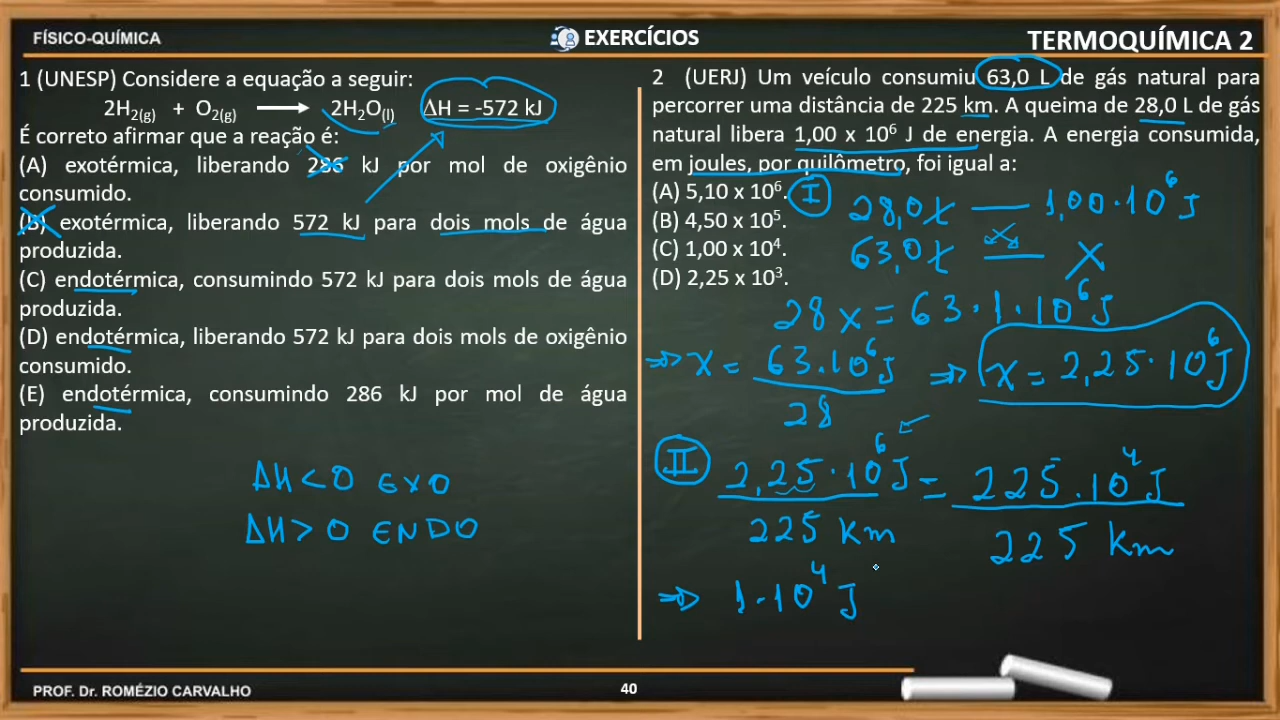 FÍSICO-QUÍMICA
EXERCÍCIOS
TERMOQUÍMICA 2
1 (UNESP) Considere a equação a seguir:
2H2(g) + O2(g) ⟶ 2H2O(l) ΔH = -572 kJ
É correto afirmar que a reação é:
(A) exotérmica, liberando 286 kJ por mol de oxigênio
consumido.
(B) exotérmica, liberando 572 kJ para dois mols de água
produzida.
(C) endotérmica, consumindo 572 kJ para dois mols de água
produzida.
(D) endotérmica, liberando 572 kJ para dois mols de oxigênio
consumido.
(E) endotérmica, consumindo 286 kJ por mol de água
produzida.
ΔH < 0 EXO
ΔH > 0 ENDO
2 (UERJ) Um veículo consumiu 63,0 L de gás natural para
percorrer uma distância de 225 km. A queima de 28,0 L de gás
natural libera 1,00 x 10⁶ J de energia. A energia consumida,
em joules, por quilômetro, foi igual a:
(A) 5,10 x 10⁶.
(B) 4,50 x 10⁵.
(C) 1,00 x 10⁴.
(D) 2,25 x 10³.
I 28,0L — 1,00·10⁶ J
63,0L — X
28x = 63·1·10⁶ J
⇒ x = 63.10⁶ J / 28 ⇒ x = 2,25·10⁶ J
II 2,25·10⁶ J / 225 km = 225.10⁴ J / 225 km
⇒ 1·10⁴ J
PROF. Dr. ROMÉZIO CARVALHO
40